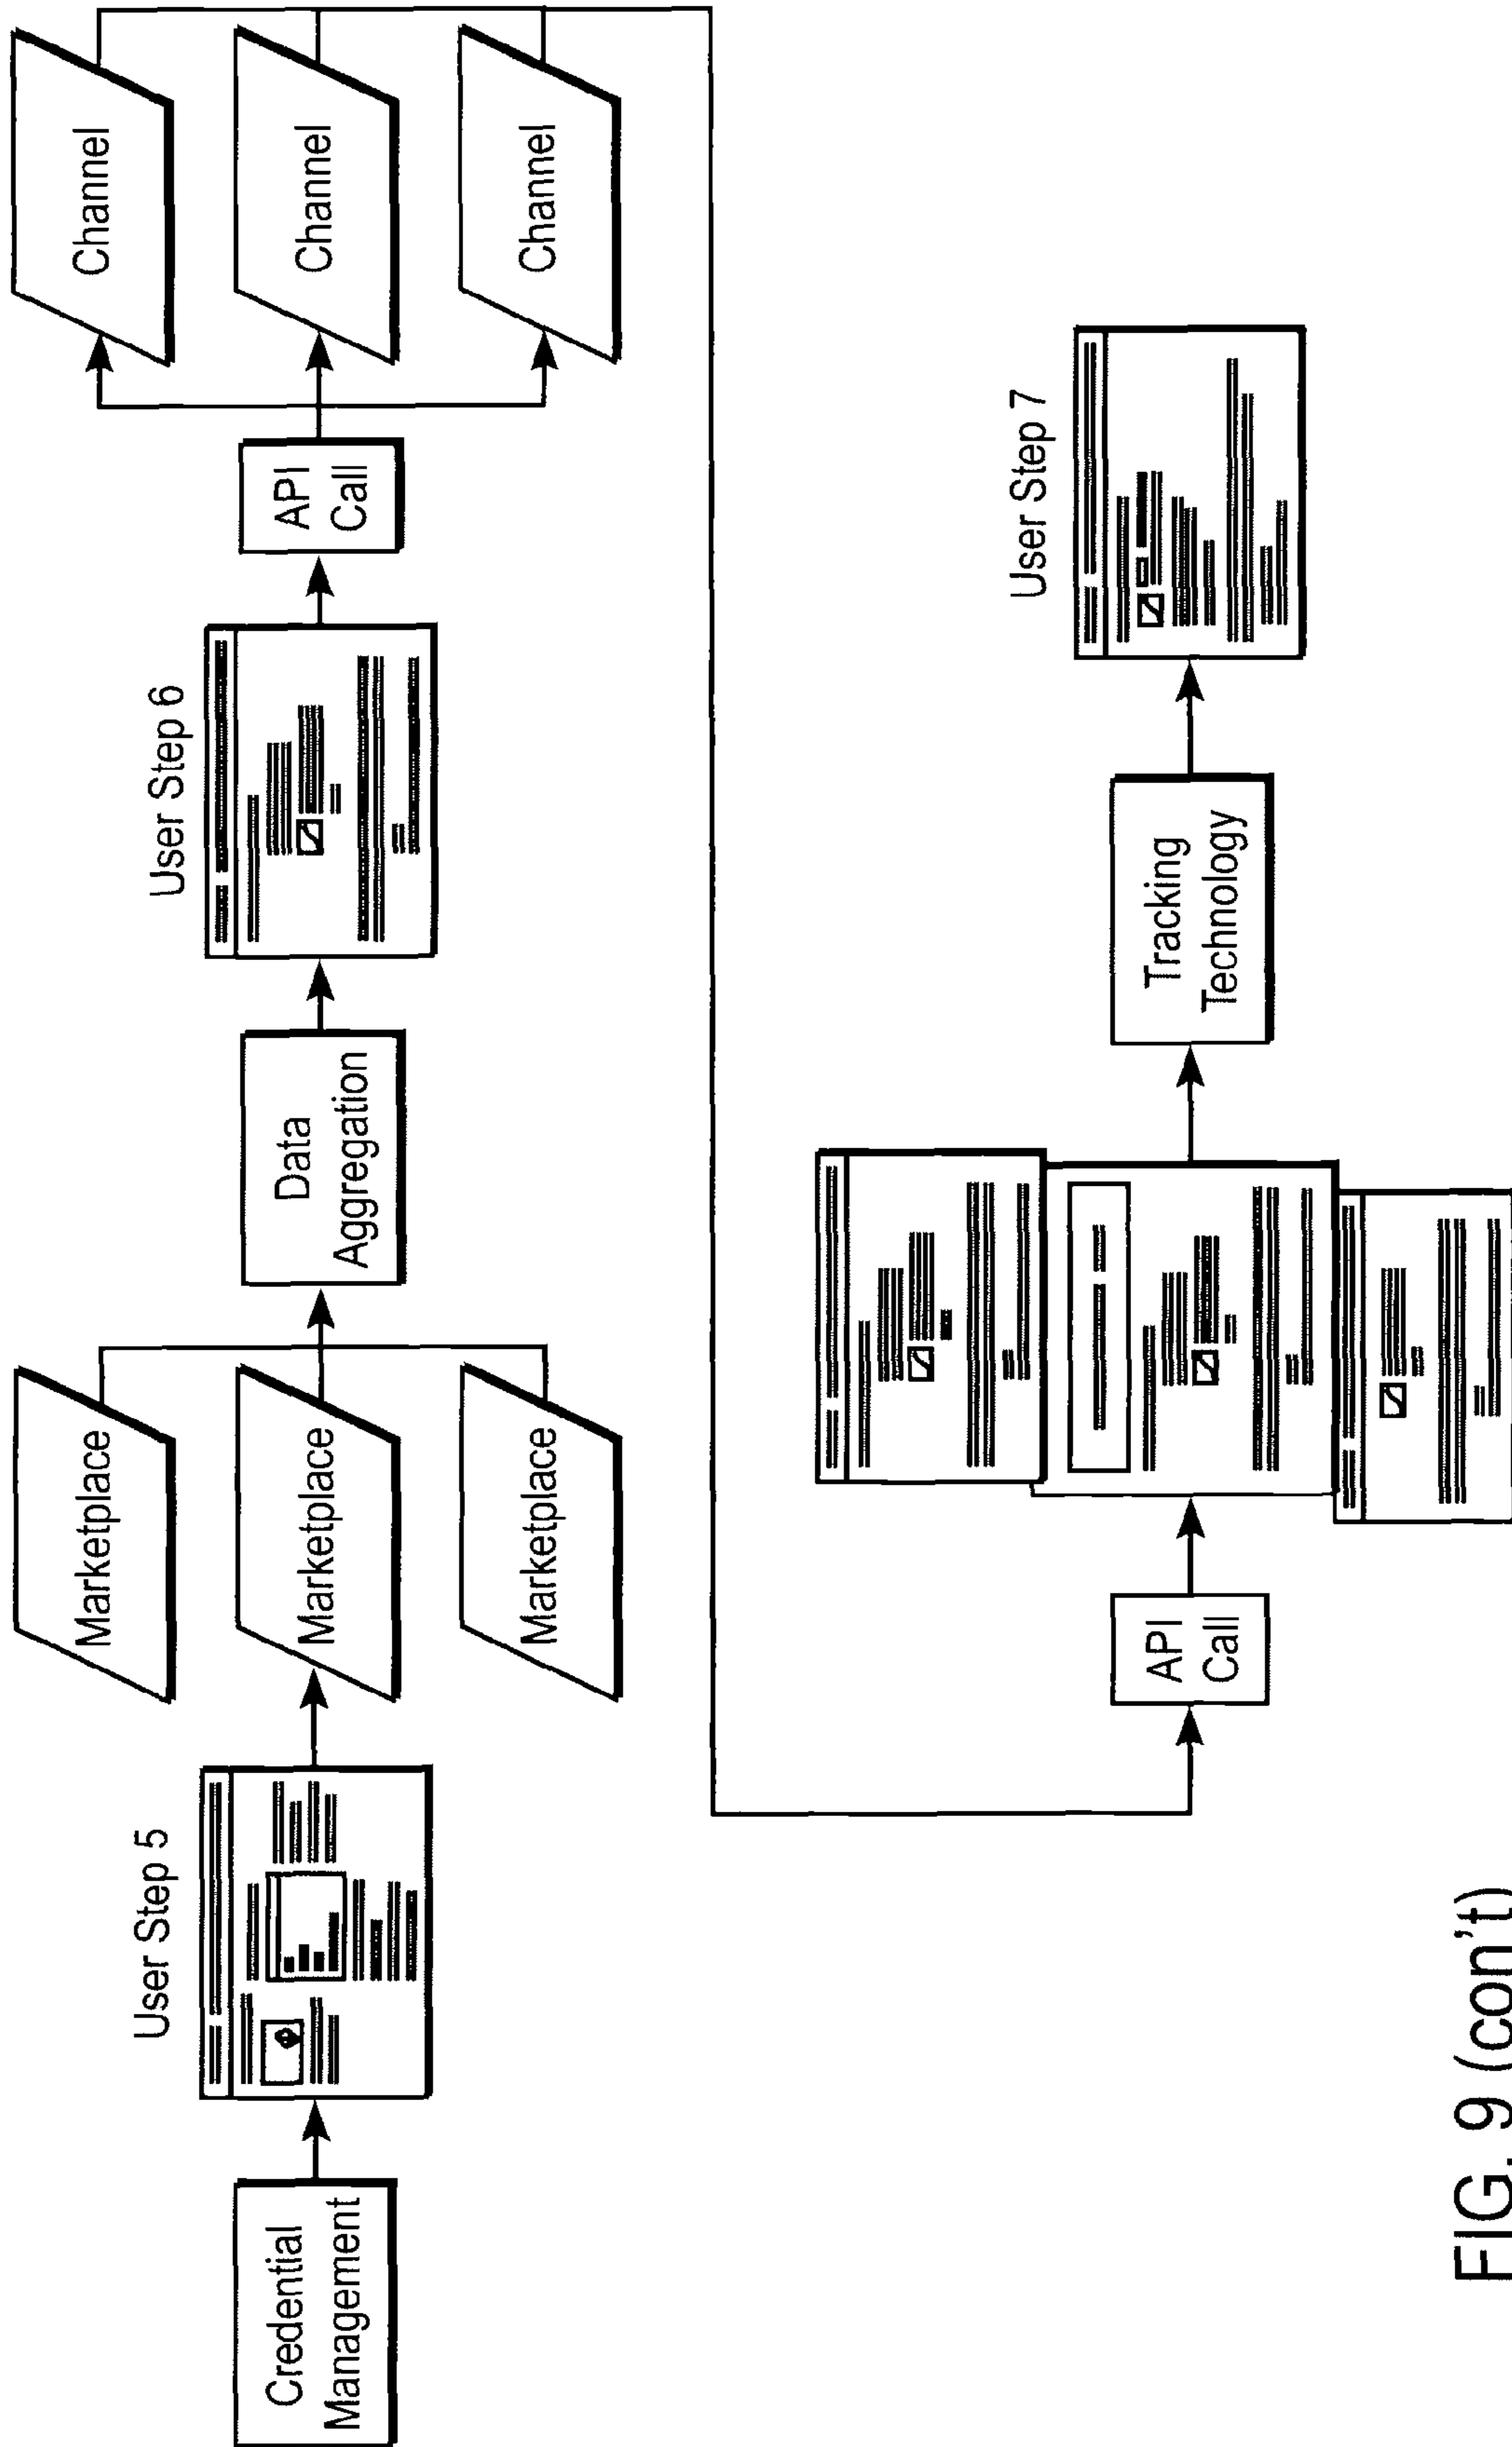 Credential
Management
User Step 5
Marketplace
Marketplace
Marketplace
Data
Aggregation
User Step 6
API
Call
Channel
Channel
Channel
API
Call
Tracking
Technology
User Step 7
FIG. 9 (con't)